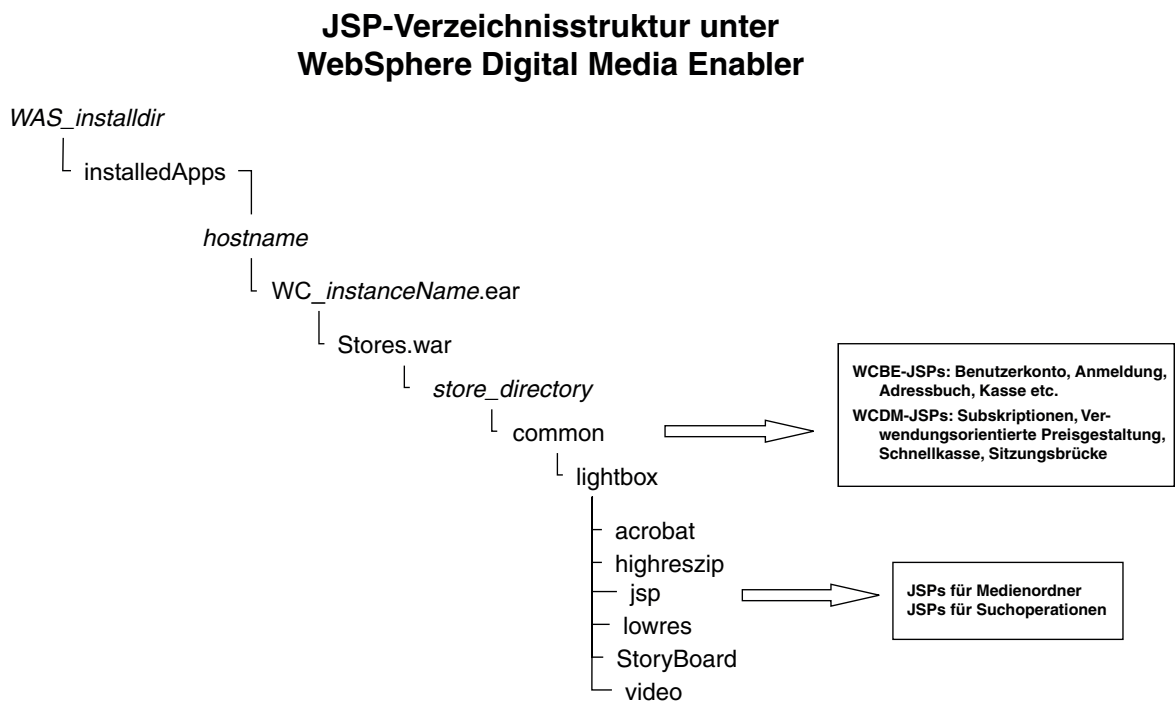 JSP-Verzeichnisstruktur unter
WebSphere Digital Media Enabler
WAS_installdir
installedApps
hostname
WC_instanceName.ear
Stores.war
store_directory
common
WCBE-JSPs: Benutzerkonto, Anmeldung,
Adressbuch, Kasse etc.
WCDM-JSPs: Subskriptionen, Ver-
wendungsorientierte Preisgestaltung,
Schnellkasse, Sitzungsbrücke
lightbox
acrobat
highreszip
jsp
JSPs für Medienordner
JSPs für Suchoperationen
lowres
StoryBoard
video